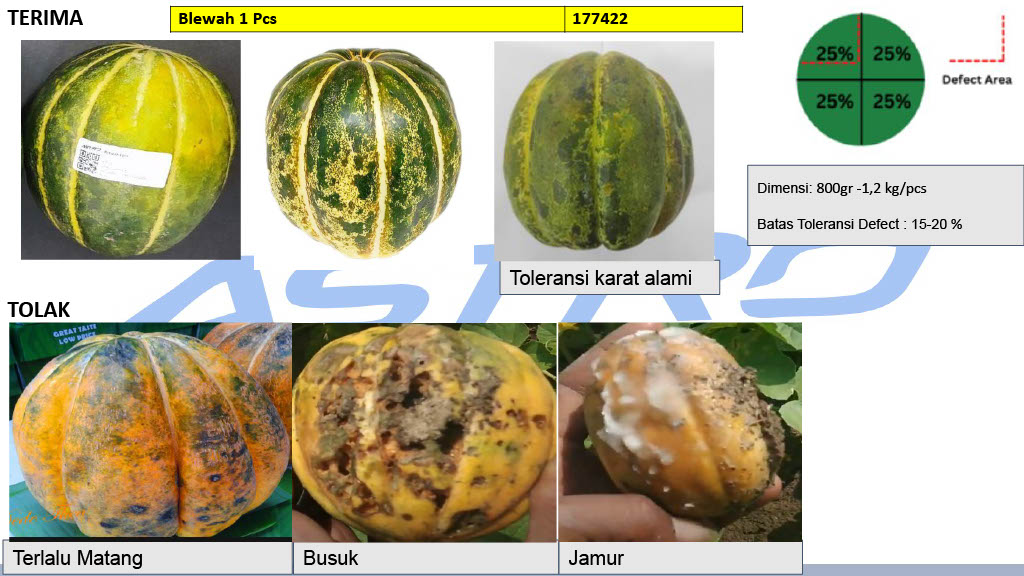 TERIMA
Blewah 1 Pcs 177422
25% 25%
25% 25%
Defect Area
Dimensi: 800gr -1,2 kg/pcs
Batas Toleransi Defect : 15-20 %
Toleransi karat alami
ASTRO
TOLAK
GREAT TASTE
LOW PRICE
Terlalu Matang
Busuk
Jamur